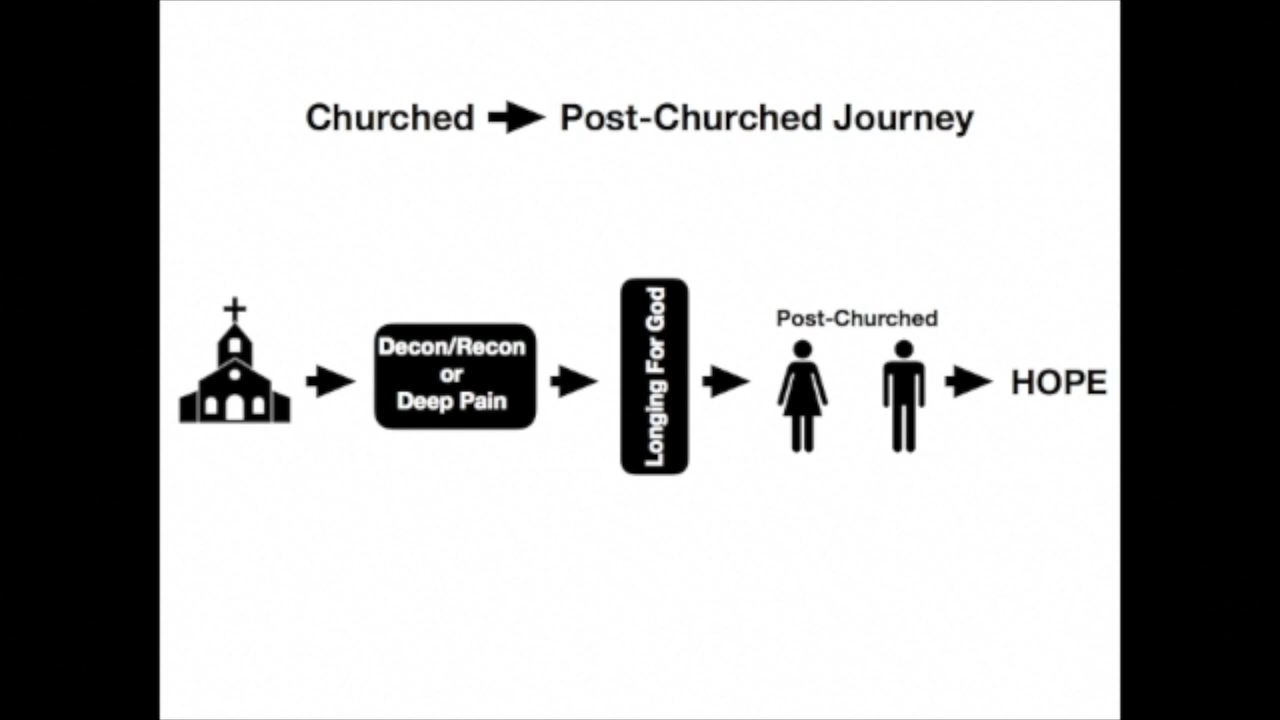 Churched Post-Churched Journey
Decon/Recon
or
Deep Pain
Longing For God
Post-Churched
HOPE